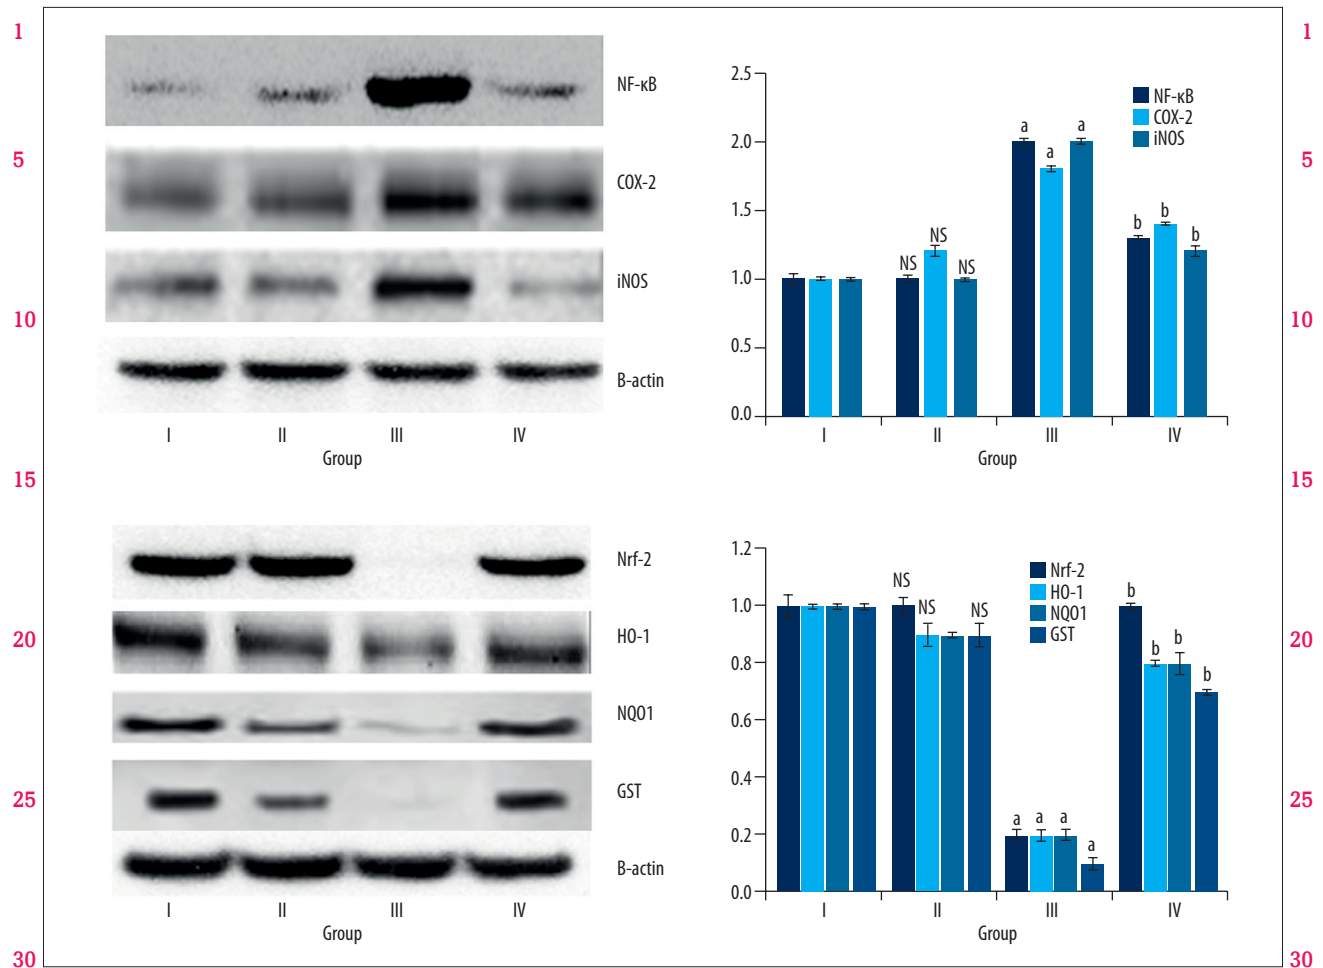 1
5
10
15
20
25
30
NF-κB
COX-2
iNOS
B-actin
I II III IV
Group
2.5
2.0
1.5
1.0
0.5
0.0
NF-κB
COX-2
iNOS
NS NS NS
a a a
b b b
I II III IV
Group
Nrf-2
HO-1
NQO1
GST
B-actin
I II III IV
Group
1.2
1.0
0.8
0.6
0.4
0.2
0.0
Nrf-2
HO-1
NQO1
GST
NS NS NS
a a a a
b b b b
I II III IV
Group
1
5
10
15
20
25
30